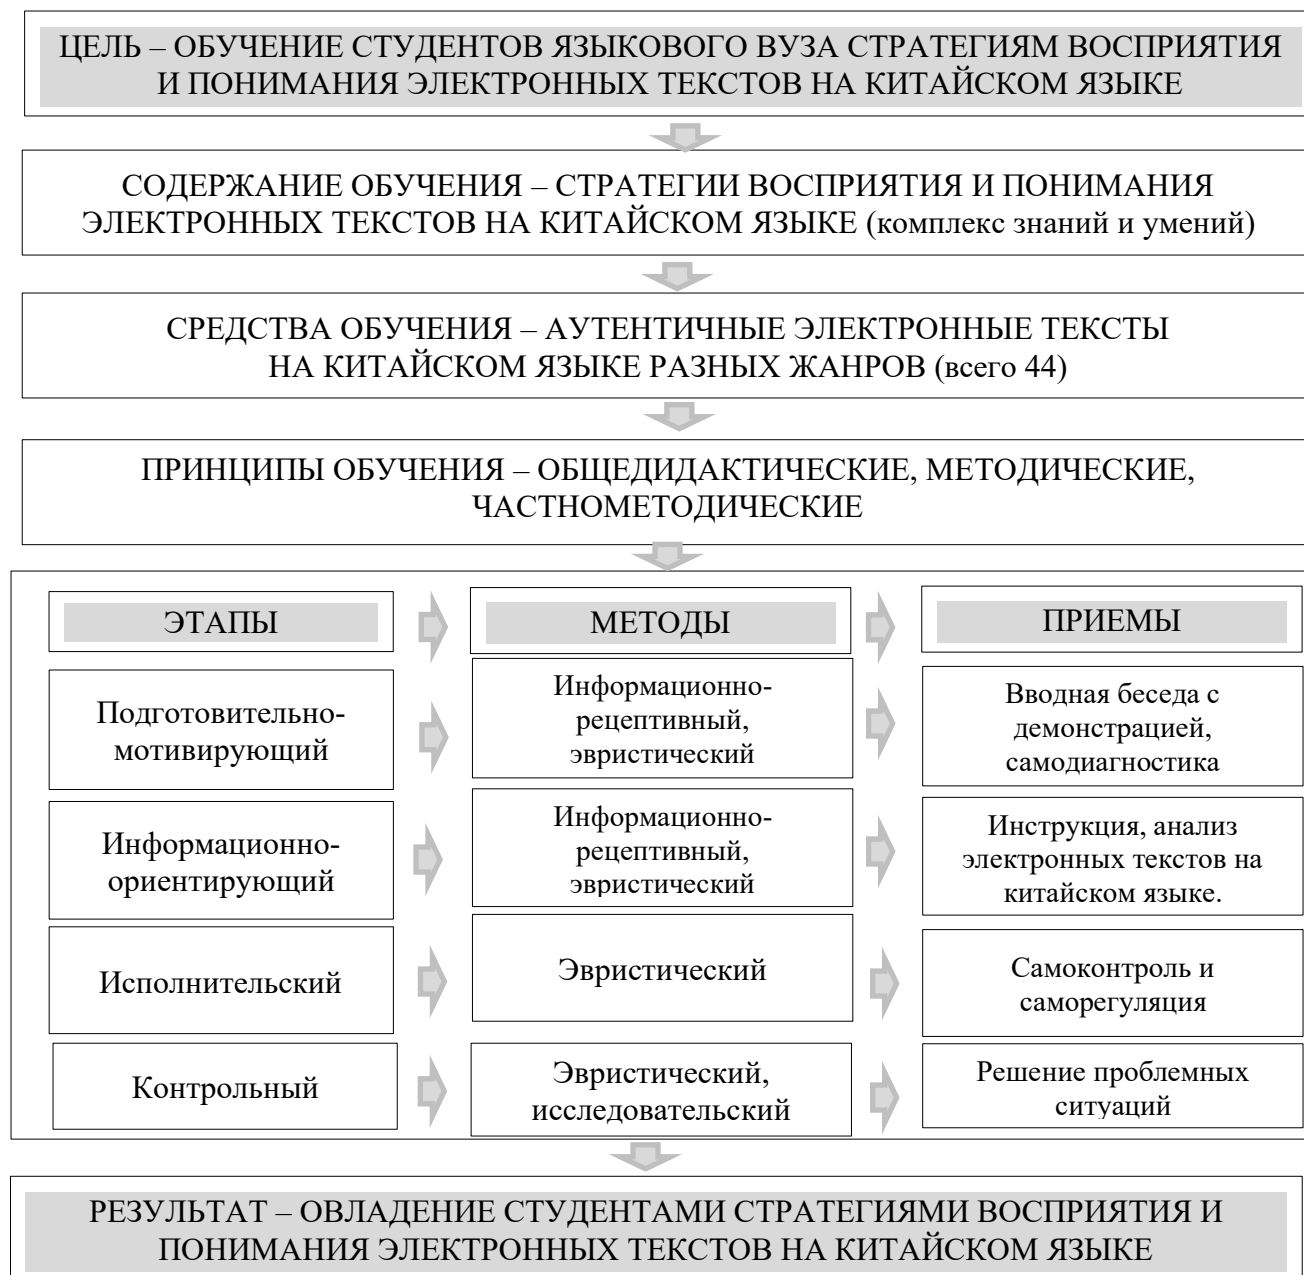 ЦЕЛЬ – ОБУЧЕНИЕ СТУДЕНТОВ ЯЗЫКОВОГО ВУЗА СТРАТЕГИЯМ ВОСПРИЯТИЯ
И ПОНИМАНИЯ ЭЛЕКТРОННЫХ ТЕКСТОВ НА КИТАЙСКОМ ЯЗЫКЕ
СОДЕРЖАНИЕ ОБУЧЕНИЯ – СТРАТЕГИИ ВОСПРИЯТИЯ И ПОНИМАНИЯ
ЭЛЕКТРОННЫХ ТЕКСТОВ НА КИТАЙСКОМ ЯЗЫКЕ (комплекс знаний и умений)
СРЕДСТВА ОБУЧЕНИЯ – АУТЕНТИЧНЫЕ ЭЛЕКТРОННЫЕ ТЕКСТЫ
НА КИТАЙСКОМ ЯЗЫКЕ РАЗНЫХ ЖАНРОВ (всего 44)
ПРИНЦИПЫ ОБУЧЕНИЯ – ОБЩЕДИДАКТИЧЕСКИЕ, МЕТОДИЧЕСКИЕ,
ЧАСТНОМЕТОДИЧЕСКИЕ
ЭТАПЫ
МЕТОДЫ
ПРИЕМЫ
Подготовительно-
мотивирующий
Информационно-
рецептивный,
эвристический
Вводная беседа с
демонстрацией,
самодиагностика
Информационно-
ориентирующий
Информационно-
рецептивный,
эвристический
Инструкция, анализ
электронных текстов на
китайском языке.
Исполнительский
Эвристический
Самоконтроль и
саморегуляция
Контрольный
Эвристический,
исследовательский
Решение проблемных
ситуаций
РЕЗУЛЬТАТ – ОВЛАДЕНИЕ СТУДЕНТАМИ СТРАТЕГИЯМИ ВОСПРИЯТИЯ И
ПОНИМАНИЯ ЭЛЕКТРОННЫХ ТЕКСТОВ НА КИТАЙСКОМ ЯЗЫКЕ